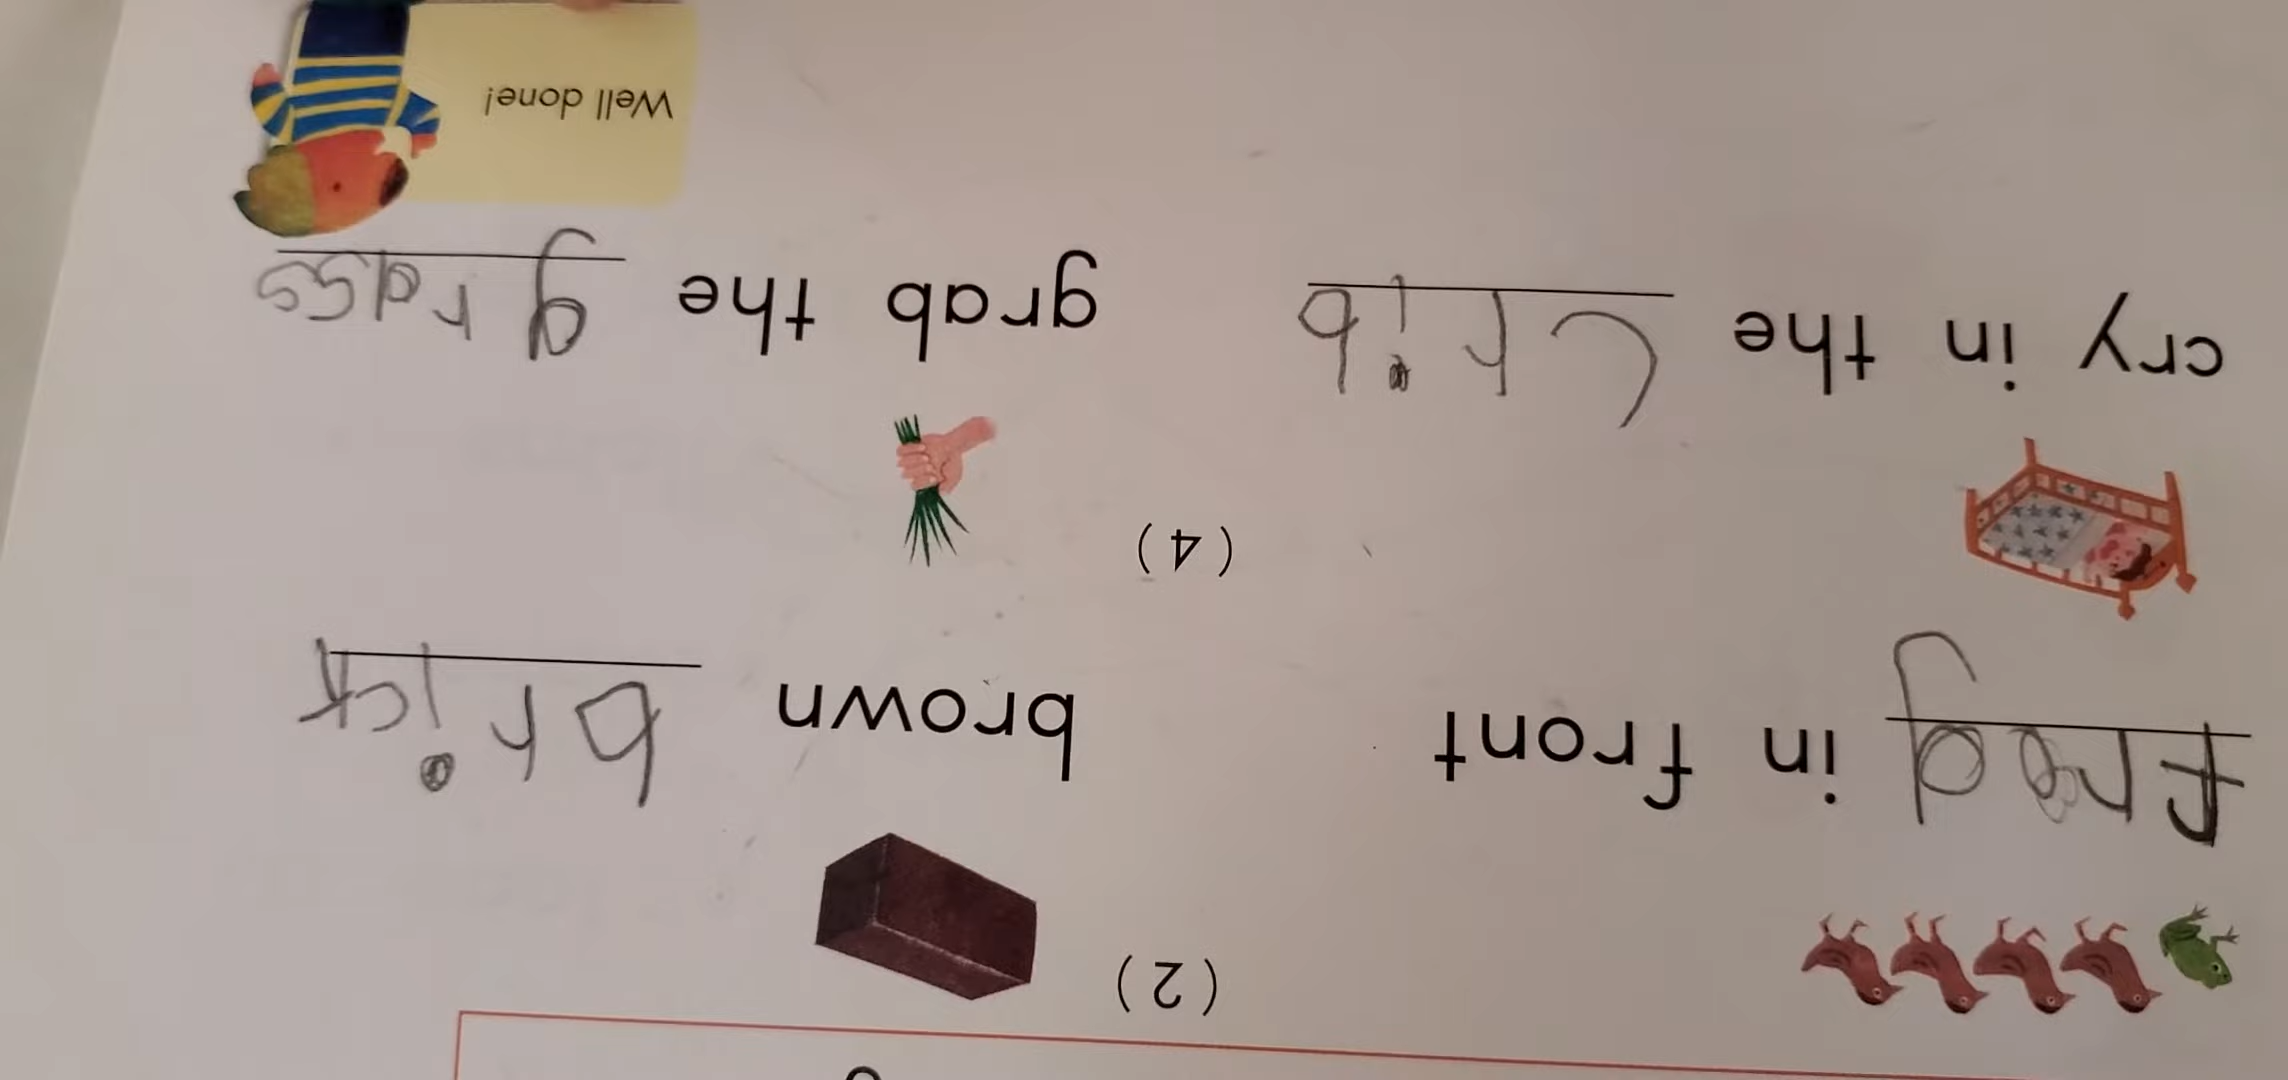 frog in front
(2)
brown brick
cry in the crib
(4)
grab the grass
Well done!